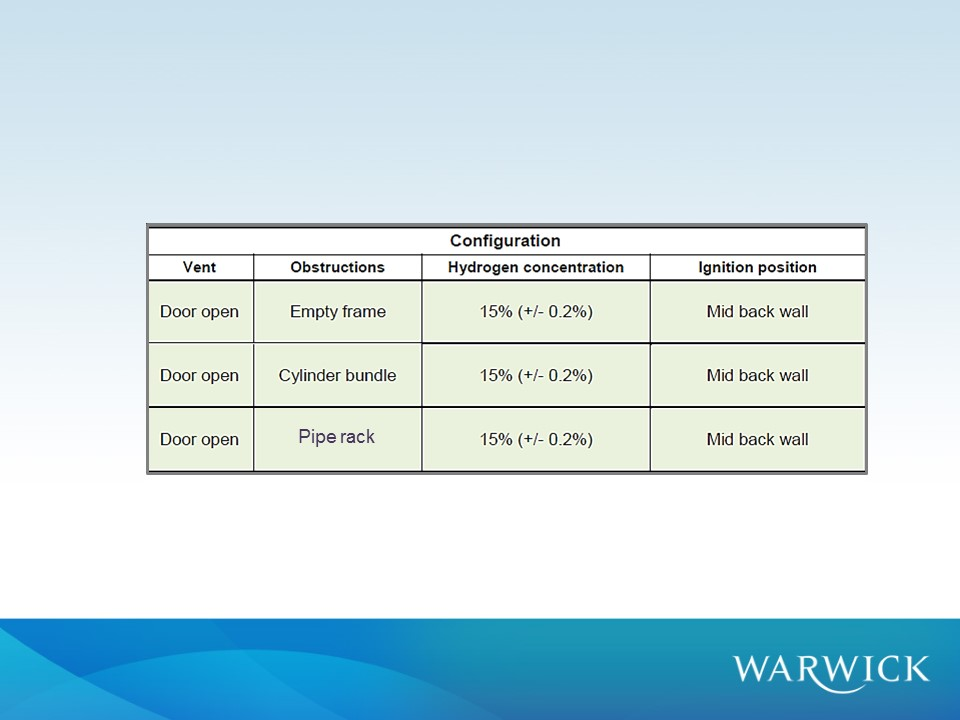 Configuration
Vent Obstructions Hydrogen concentration Ignition position
Door open Empty frame 15% (+/- 0.2%) Mid back wall
Door open Cylinder bundle 15% (+/- 0.2%) Mid back wall
Door open Pipe rack 15% (+/- 0.2%) Mid back wall
WARWICK